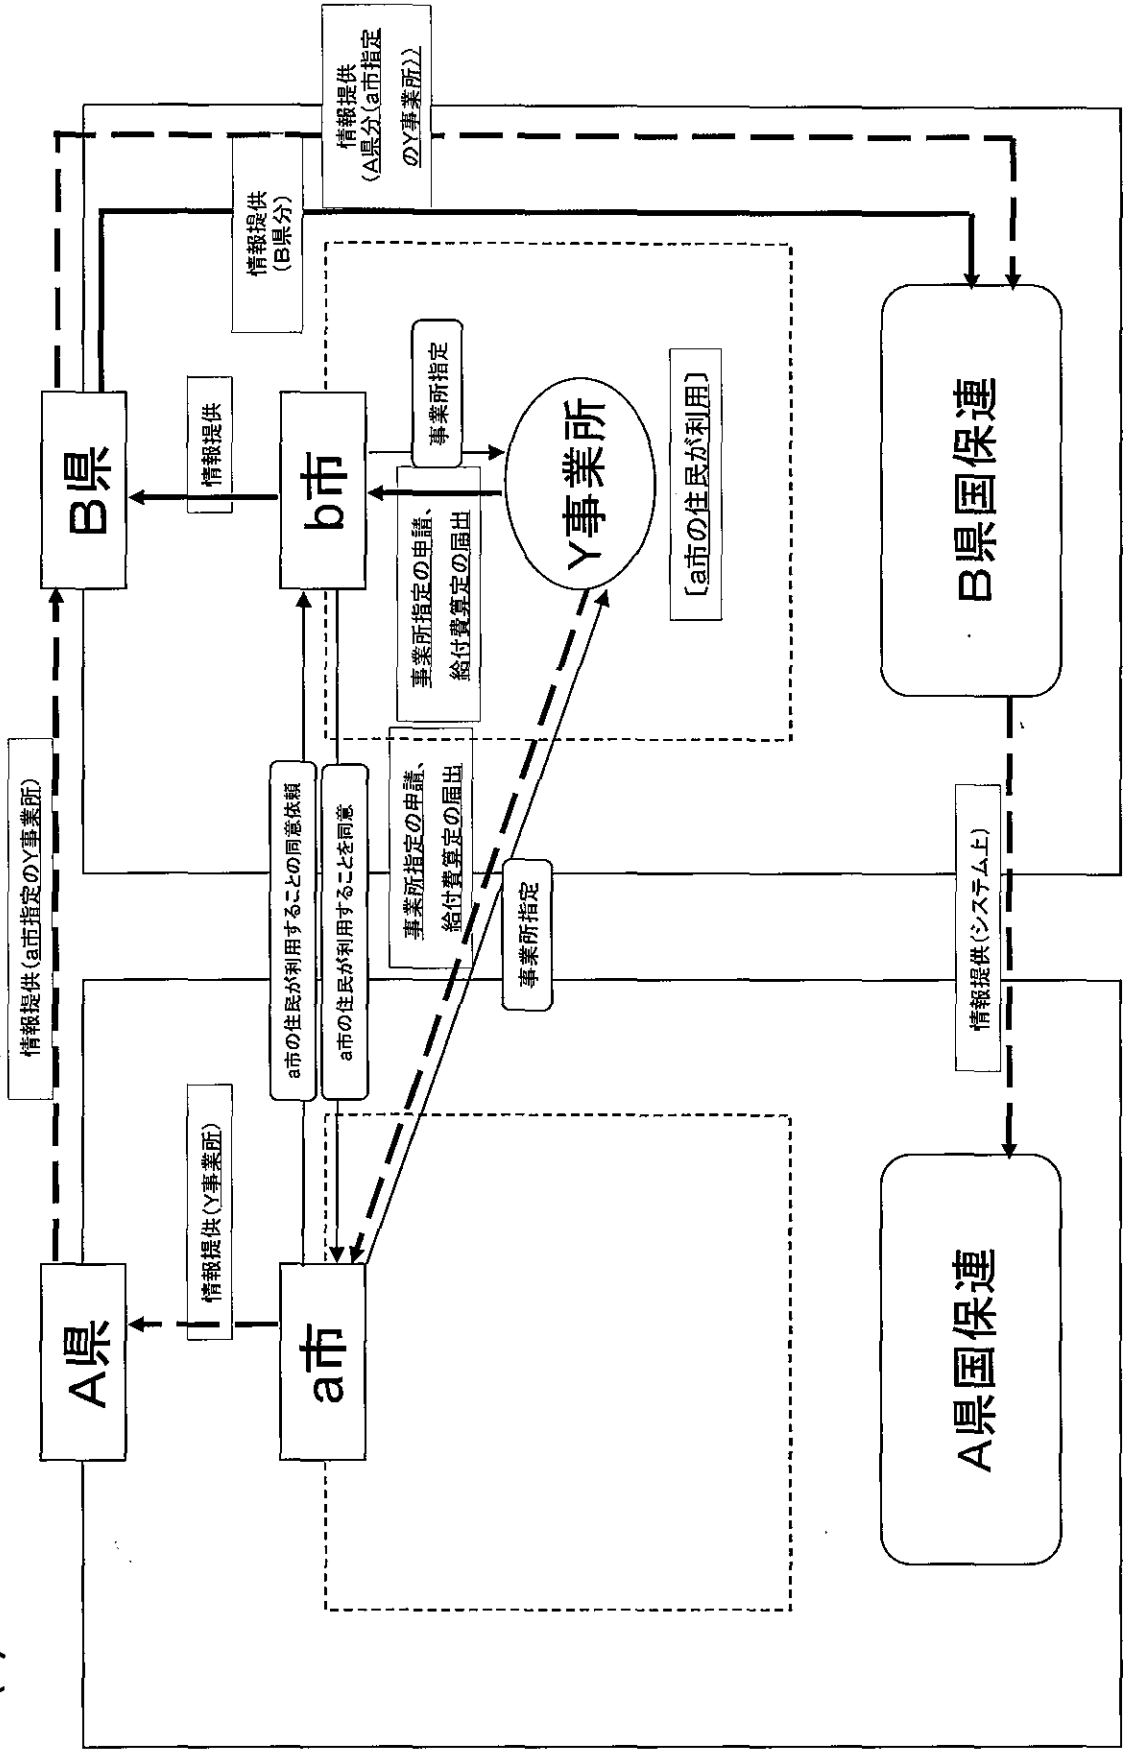 情報提供(a市指定のY事業所)
A県
B県
情報提供(Y事業所)
情報提供
情報提供
(B県分)
情報提供
(A県分(a市指定
のY事業所))
a市
a市の住民が利用することの同意依頼
a市の住民が利用することを同意
b市
事業所指定の申請、
給付費算定の届出
事業所指定の申請、
給付費算定の届出
事業所指定
事業所指定
Y事業所
〔a市の住民が利用〕
A県国保連
情報提供(システム上)
B県国保連